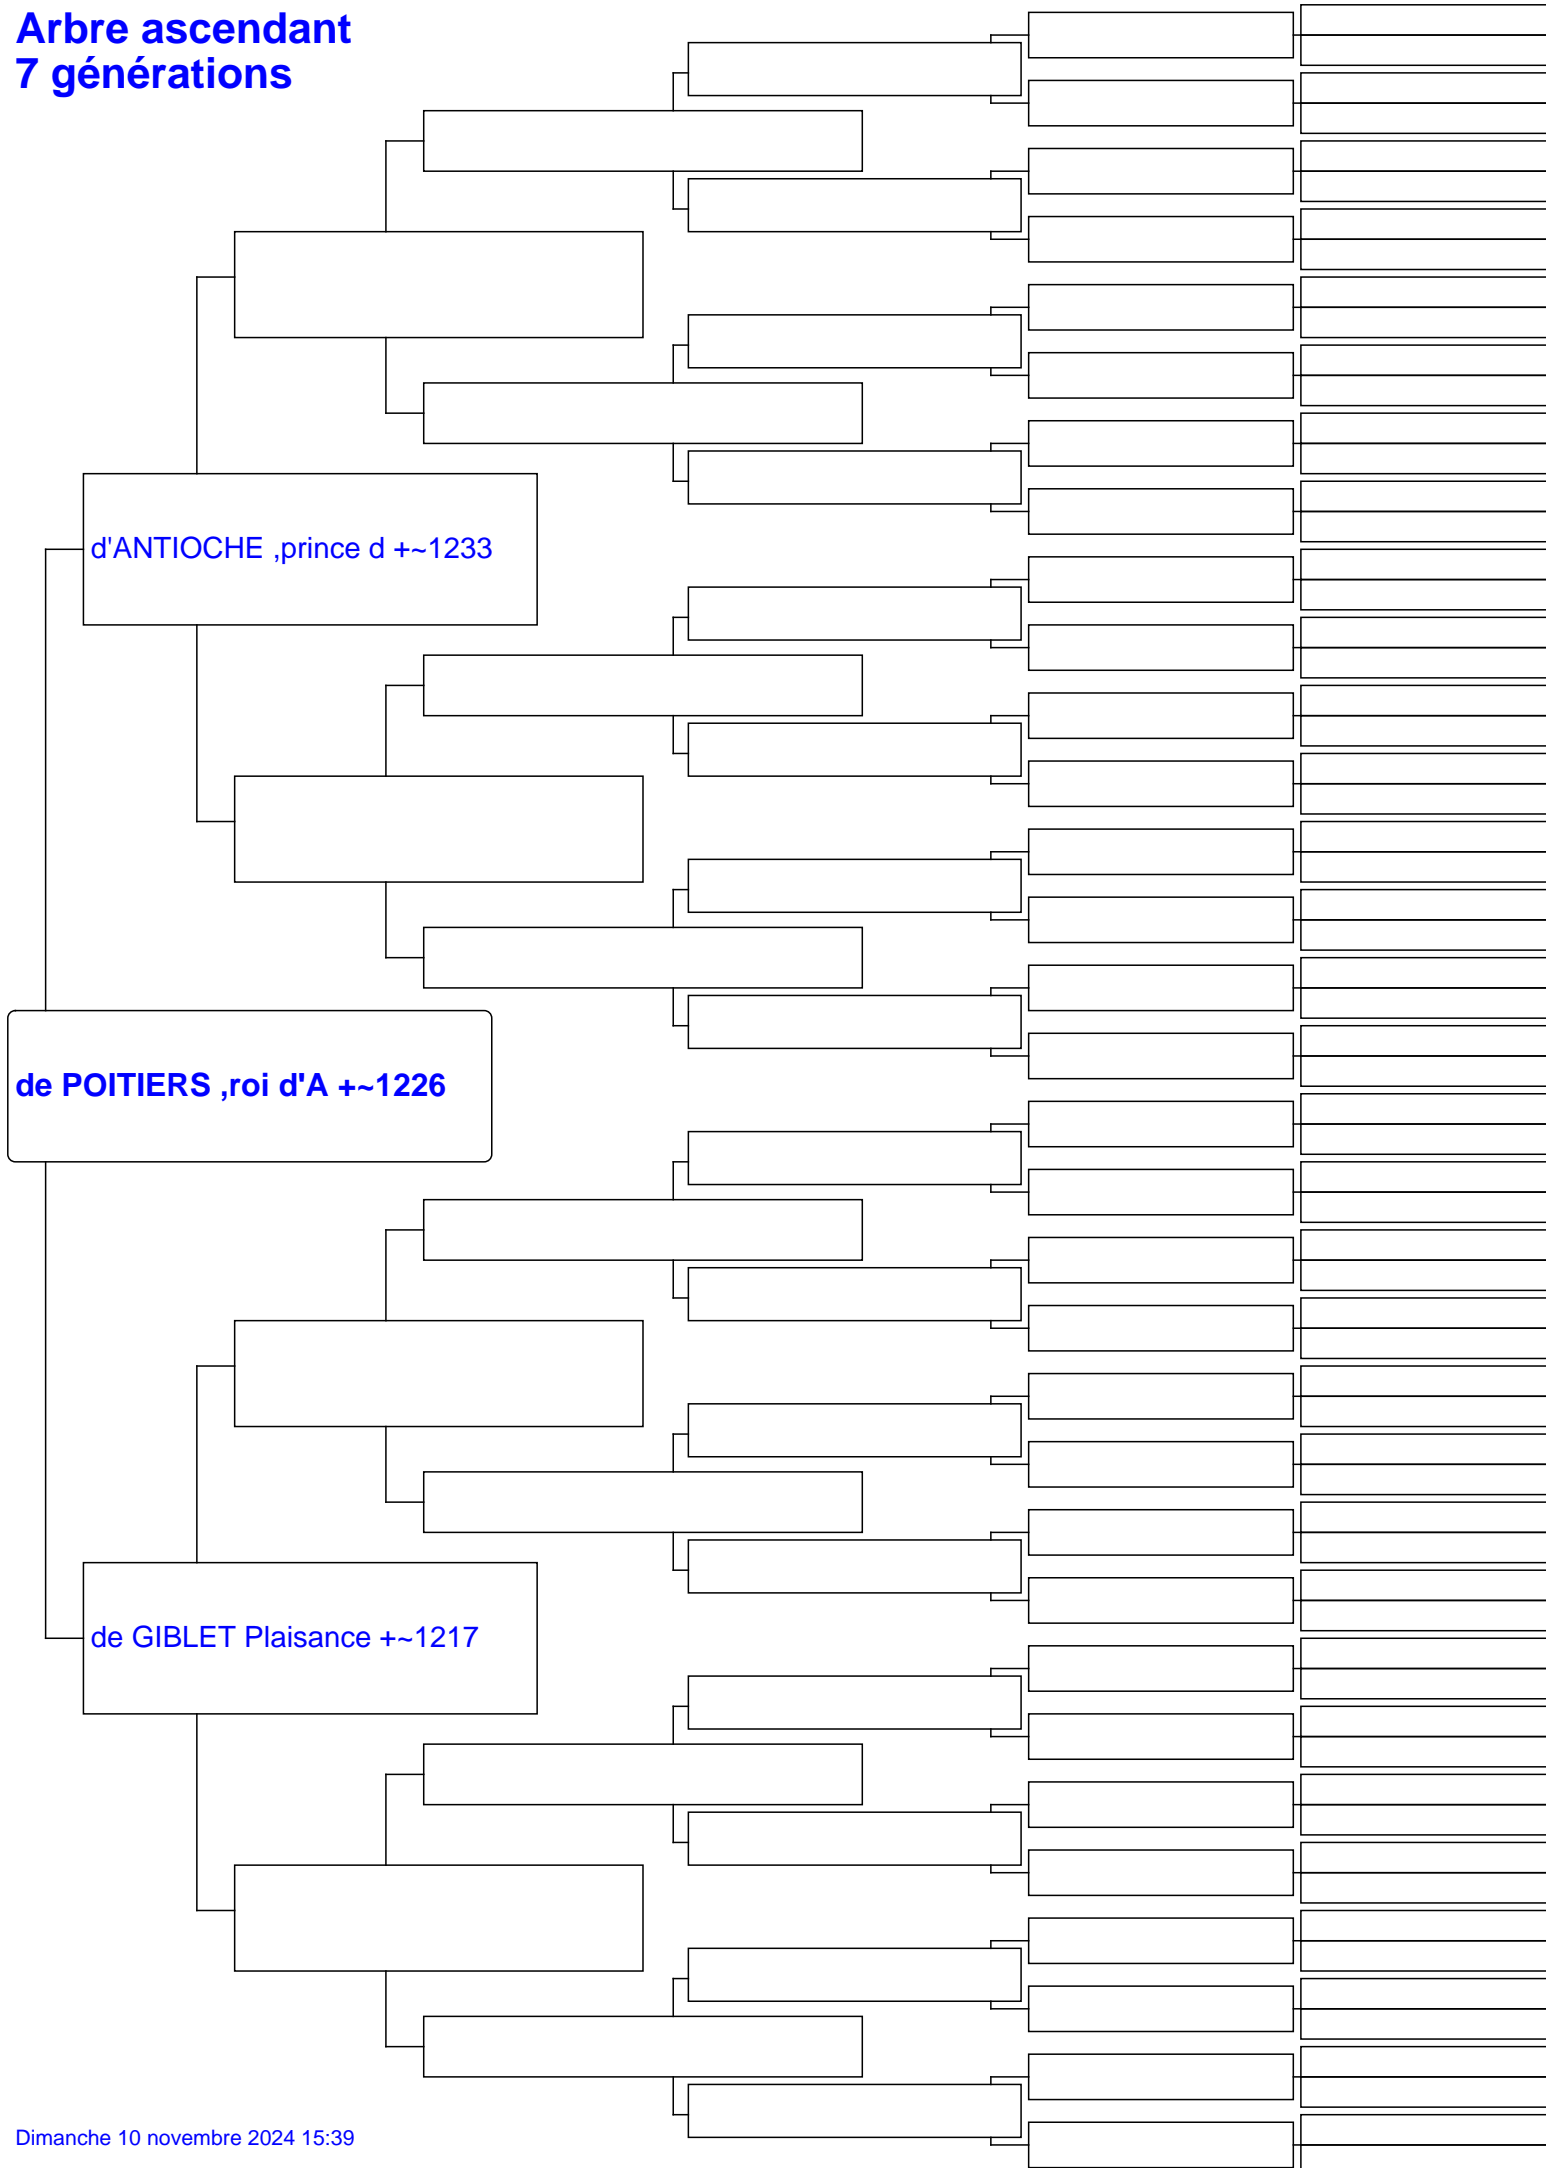 Arbre ascendant
7 générations
d'ANTIOCHE ,prince d +~1233
de POITIERS ,roi d'A +~1226
de GIBLET Plaisance +~1217
Dimanche 10 novembre 2024 15:39